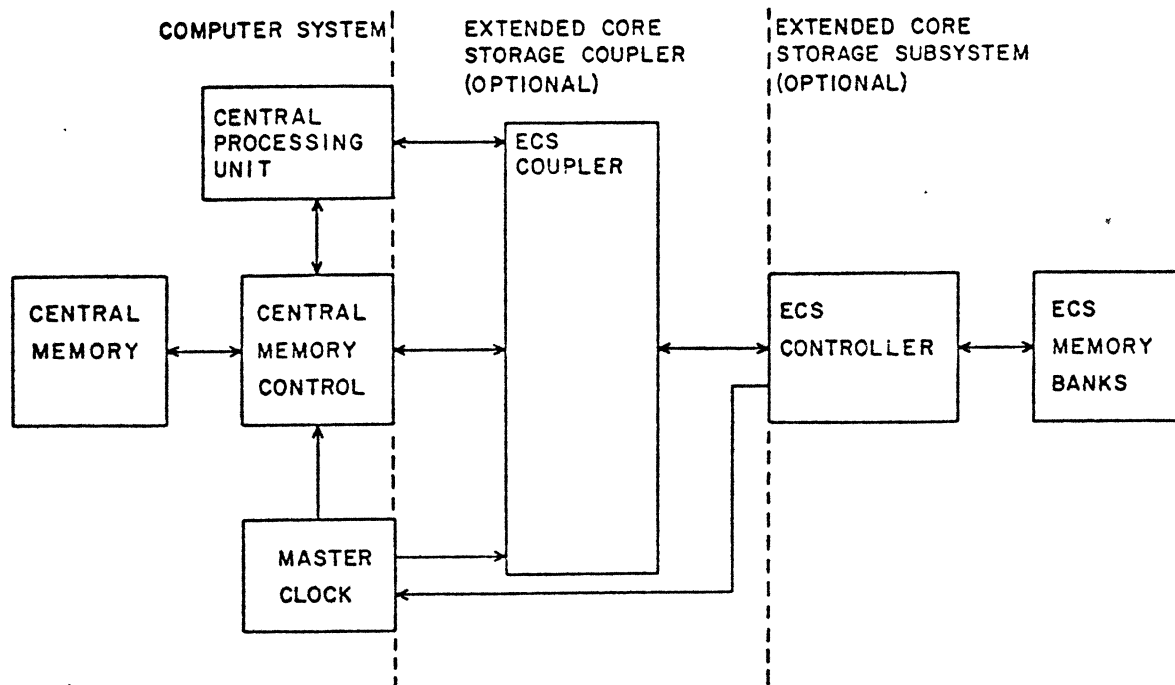 COMPUTER SYSTEM
EXTENDED CORE
STORAGE COUPLER
(OPTIONAL)
EXTENDED CORE
STORAGE SUBSYSTEM
(OPTIONAL)
CENTRAL
PROCESSING
UNIT
ECS
COUPLER
CENTRAL
MEMORY
CENTRAL
MEMORY
CONTROL
ECS
CONTROLLER
ECS
MEMORY
BANKS
MASTER
CLOCK